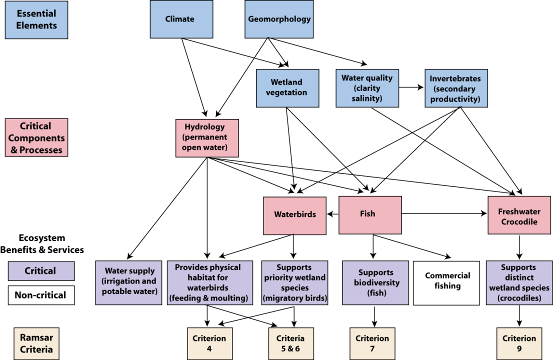 Essential
Elements
Climate
Geomorphology
Wetland
vegetation
Water quality
(clarity
salinity)
Invertebrates
(secondary
productivity)
Critical
Components
& Processes
Hydrology
(permanent
open water)
Waterbirds
Fish
Freshwater
Crocodile
Ecosystem
Benefits & Services
Critical
Non-critical
Water supply
(irrigation and
potable water)
Provides physical
habitat for
waterbirds
(feeding & moulting)
Supports
priority wetland
species
(migratory birds)
Supports
biodiversity
(fish)
Commercial
fishing
Supports
distinct
wetland species
(crocodiles)
Ramsar
Criteria
Criterion
4
Criteria
5 & 6
Criterion
7
Criterion
9